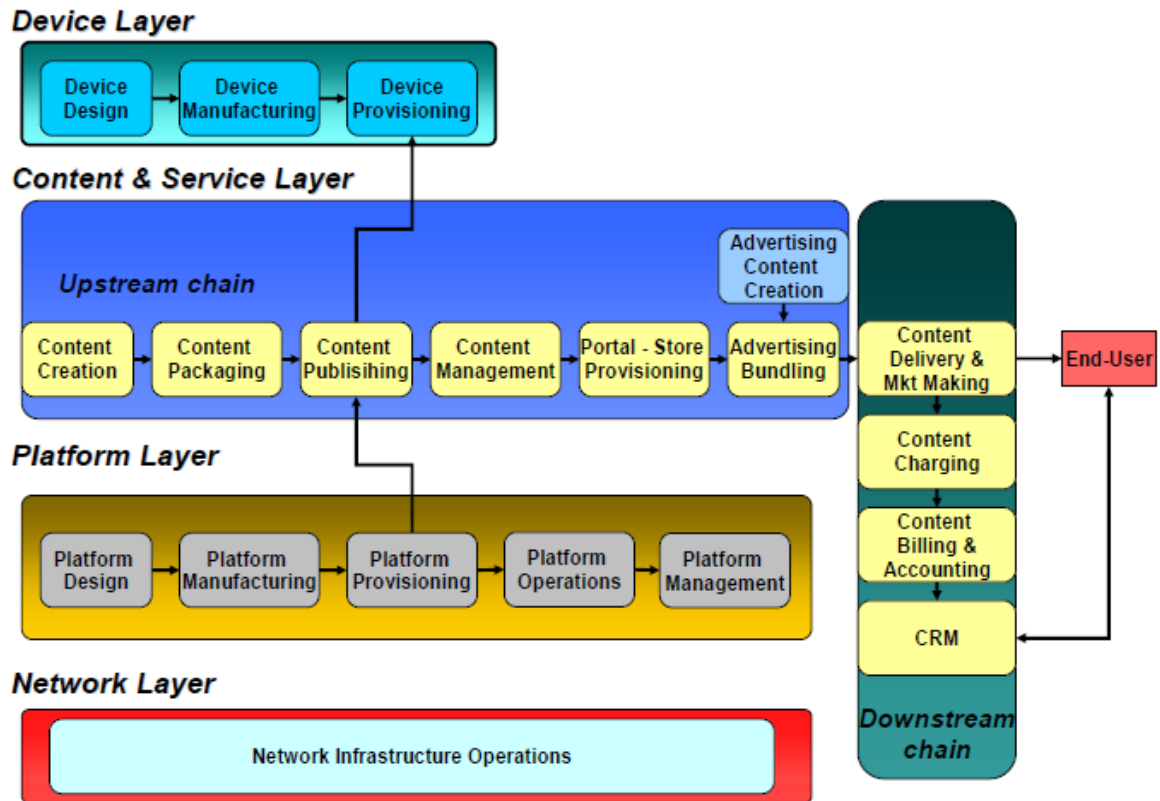 Device Layer
Device
Design
Device
Manufacturing
Device
Provisioning
Content & Service Layer
Upstream chain
Advertising
Content
Creation
Content
Creation
Content
Packaging
Content
Publisihing
Content
Management
Portal - Store
Provisioning
Advertising
Bundling
Content
Delivery &
Mkt Making
End-User
Content
Charging
Content
Billing &
Accounting
CRM
Downstream
chain
Platform Layer
Platform
Design
Platform
Manufacturing
Platform
Provisioning
Platform
Operations
Platform
Management
Network Layer
Network Infrastructure Operations